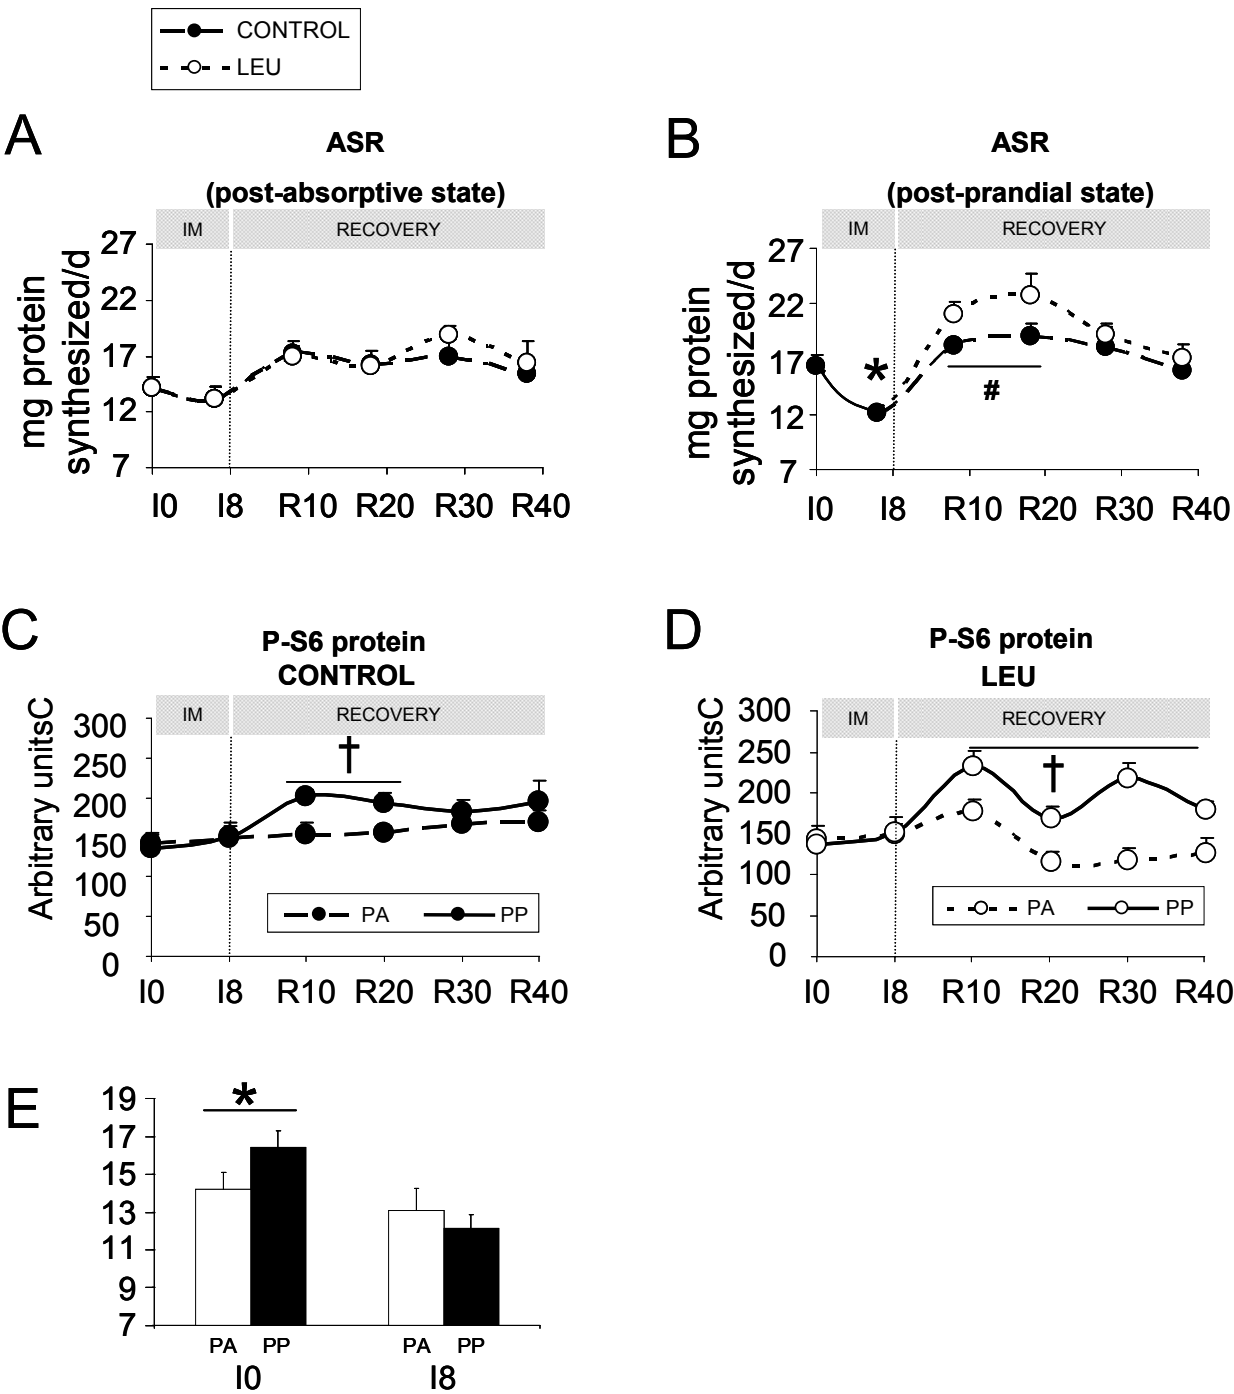 CONTROL
LEU
A
ASR
(post-absorptive state)
IM
RECOVERY
mg protein
synthesized/d
27
22
17
12
7
I0
I8
R10
R20
R30
R40
B
ASR
(post-prandial state)
IM
RECOVERY
mg protein
synthesized/d
27
22
17
12
7
*
#
I0
I8
R10
R20
R30
R40
C
P-S6 protein
CONTROL
IM
RECOVERY
Arbitrary unitsC
300
250
200
150
100
50
0
†
PA
PP
I0
I8
R10
R20
R30
R40
D
P-S6 protein
LEU
IM
RECOVERY
Arbitrary unitsC
300
250
200
150
100
50
0
†
PA
PP
I0
I8
R10
R20
R30
R40
E
19
17
15
13
11
9
7
*
PA
PP
PA
PP
I0
I8